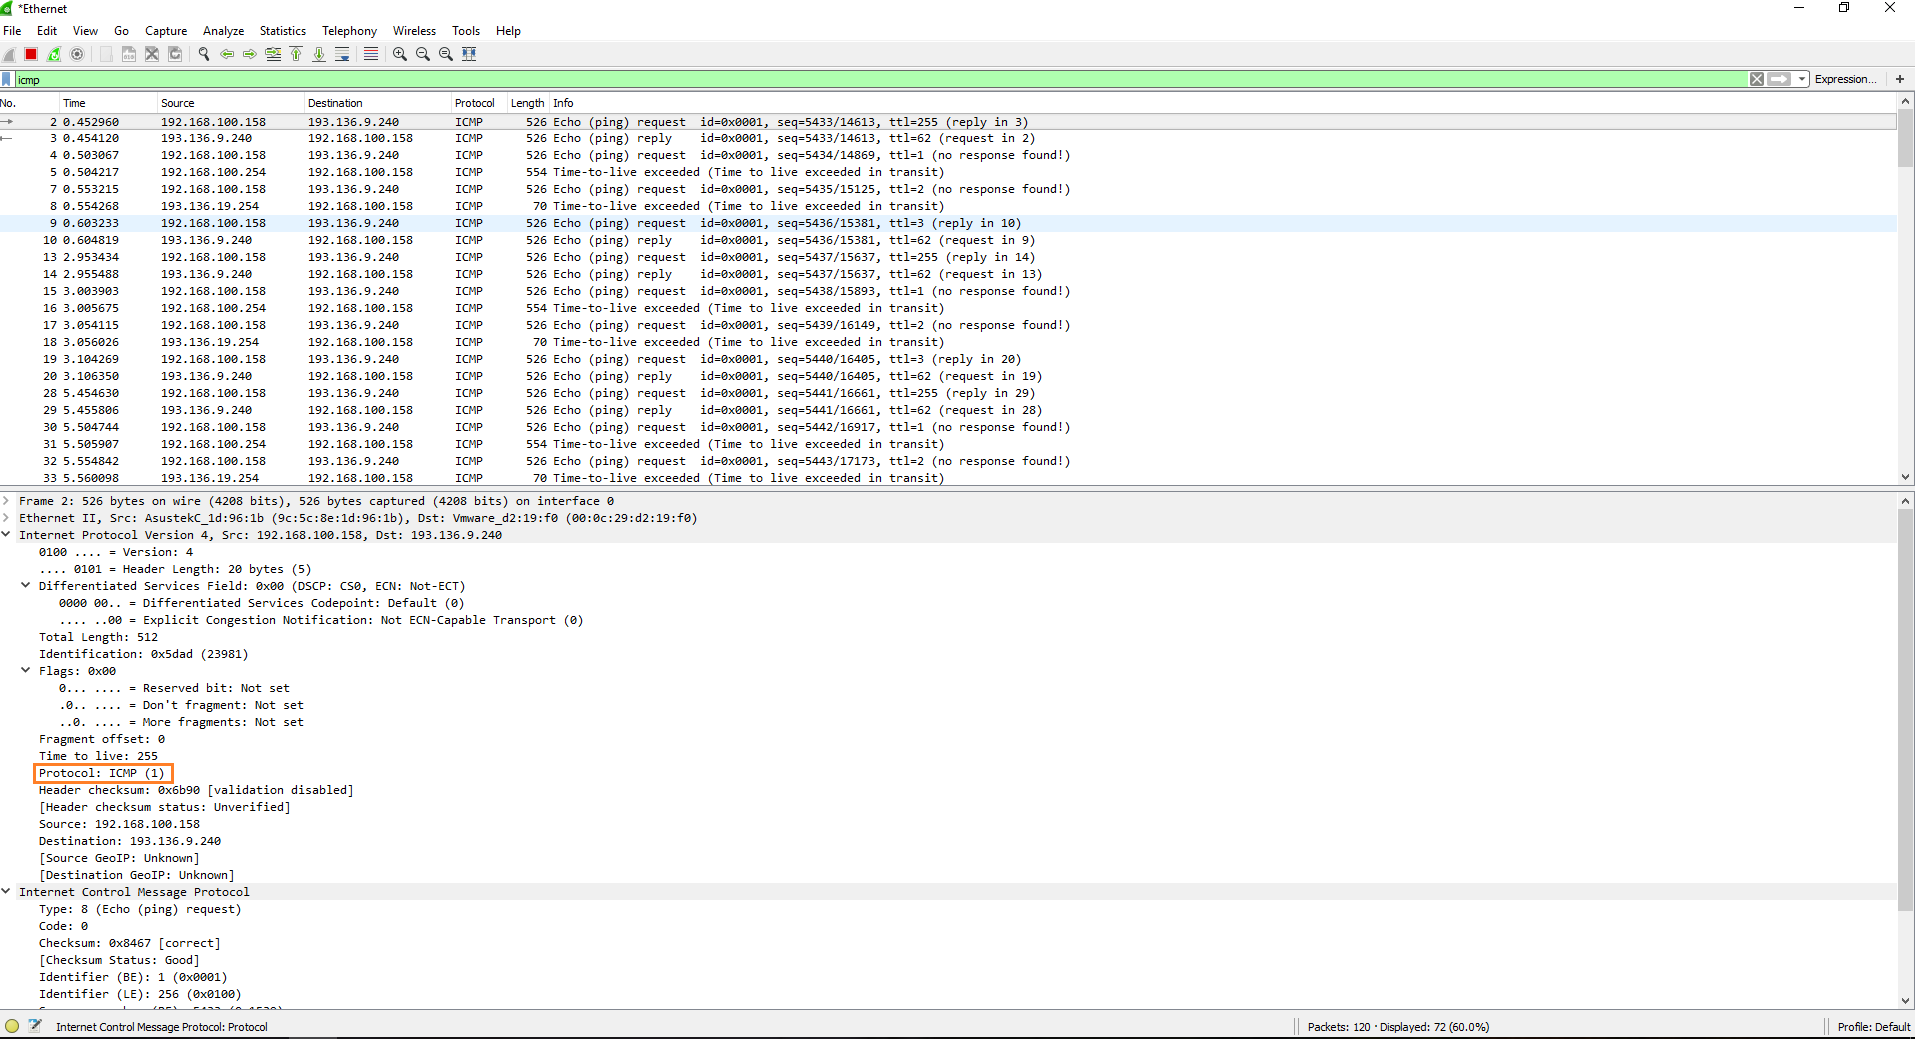 *Ethernet
File Edit View Go Capture Analyze Statistics Telephony Wireless Tools Help
icmp Expression... +
No. Time Source Destination Protocol Length Info
2 0.452960 192.168.100.158 193.136.9.240 ICMP 526 Echo (ping) request id=0x0001, seq=5433/14613, ttl=255 (reply in 3)
3 0.454120 193.136.9.240 192.168.100.158 ICMP 526 Echo (ping) reply id=0x0001, seq=5433/14613, ttl=62 (request in 2)
4 0.503067 192.168.100.158 193.136.9.240 ICMP 526 Echo (ping) request id=0x0001, seq=5434/14869, ttl=1 (no response found!)
5 0.504217 192.168.100.254 192.168.100.158 ICMP 554 Time-to-live exceeded (Time to live exceeded in transit)
7 0.553215 192.168.100.158 193.136.9.240 ICMP 526 Echo (ping) request id=0x0001, seq=5435/15125, ttl=2 (no response found!)
8 0.554268 193.136.19.254 192.168.100.158 ICMP 70 Time-to-live exceeded (Time to live exceeded in transit)
9 0.603233 192.168.100.158 193.136.9.240 ICMP 526 Echo (ping) request id=0x0001, seq=5436/15381, ttl=3 (reply in 10)
10 0.604819 193.136.9.240 192.168.100.158 ICMP 526 Echo (ping) reply id=0x0001, seq=5436/15381, ttl=62 (request in 9)
13 2.953434 192.168.100.158 193.136.9.240 ICMP 526 Echo (ping) request id=0x0001, seq=5437/15637, ttl=255 (reply in 14)
14 2.955488 193.136.9.240 192.168.100.158 ICMP 526 Echo (ping) reply id=0x0001, seq=5437/15637, ttl=62 (request in 13)
15 3.003903 192.168.100.158 193.136.9.240 ICMP 526 Echo (ping) request id=0x0001, seq=5438/15893, ttl=1 (no response found!)
16 3.005675 192.168.100.254 192.168.100.158 ICMP 554 Time-to-live exceeded (Time to live exceeded in transit)
17 3.054115 192.168.100.158 193.136.9.240 ICMP 526 Echo (ping) request id=0x0001, seq=5439/16149, ttl=2 (no response found!)
18 3.056026 193.136.19.254 192.168.100.158 ICMP 70 Time-to-live exceeded (Time to live exceeded in transit)
19 3.104269 192.168.100.158 193.136.9.240 ICMP 526 Echo (ping) request id=0x0001, seq=5440/16405, ttl=3 (reply in 20)
20 3.106350 193.136.9.240 192.168.100.158 ICMP 526 Echo (ping) reply id=0x0001, seq=5440/16405, ttl=62 (request in 19)
28 5.454630 192.168.100.158 193.136.9.240 ICMP 526 Echo (ping) request id=0x0001, seq=5441/16661, ttl=255 (reply in 29)
29 5.455806 193.136.9.240 192.168.100.158 ICMP 526 Echo (ping) reply id=0x0001, seq=5441/16661, ttl=62 (request in 28)
30 5.504744 192.168.100.158 193.136.9.240 ICMP 526 Echo (ping) request id=0x0001, seq=5442/16917, ttl=1 (no response found!)
31 5.505907 192.168.100.254 192.168.100.158 ICMP 554 Time-to-live exceeded (Time to live exceeded in transit)
32 5.554842 192.168.100.158 193.136.9.240 ICMP 526 Echo (ping) request id=0x0001, seq=5443/17173, ttl=2 (no response found!)
33 5.560098 193.136.19.254 192.168.100.158 ICMP 70 Time-to-live exceeded (Time to live exceeded in transit)
Frame 2: 526 bytes on wire (4208 bits), 526 bytes captured (4208 bits) on interface 0
Ethernet II, Src: AsustekC_1d:96:1b (9c:5c:8e:1d:96:1b), Dst: Vmware_d2:19:f0 (00:0c:29:d2:19:f0)
Internet Protocol Version 4, Src: 192.168.100.158, Dst: 193.136.9.240
0100 .... = Version: 4
.... 0101 = Header Length: 20 bytes (5)
Differentiated Services Field: 0x00 (DSCP: CS0, ECN: Not-ECT)
0000 00.. = Differentiated Services Codepoint: Default (0)
.... ..00 = Explicit Congestion Notification: Not ECN-Capable Transport (0)
Total Length: 512
Identification: 0x5dad (23981)
Flags: 0x00
0... .... = Reserved bit: Not set
.0.. .... = Don't fragment: Not set
..0. .... = More fragments: Not set
Fragment offset: 0
Time to live: 255
Protocol: ICMP (1)
Header checksum: 0x6b90 [validation disabled]
[Header checksum status: Unverified]
Source: 192.168.100.158
Destination: 193.136.9.240
[Source GeoIP: Unknown]
[Destination GeoIP: Unknown]
Internet Control Message Protocol
Type: 8 (Echo (ping) request)
Code: 0
Checksum: 0x8467 [correct]
[Checksum Status: Good]
Identifier (BE): 1 (0x0001)
Identifier (LE): 256 (0x0100)
Internet Control Message Protocol: Protocol Packets: 120 · Displayed: 72 (60.0%) Profile: Default